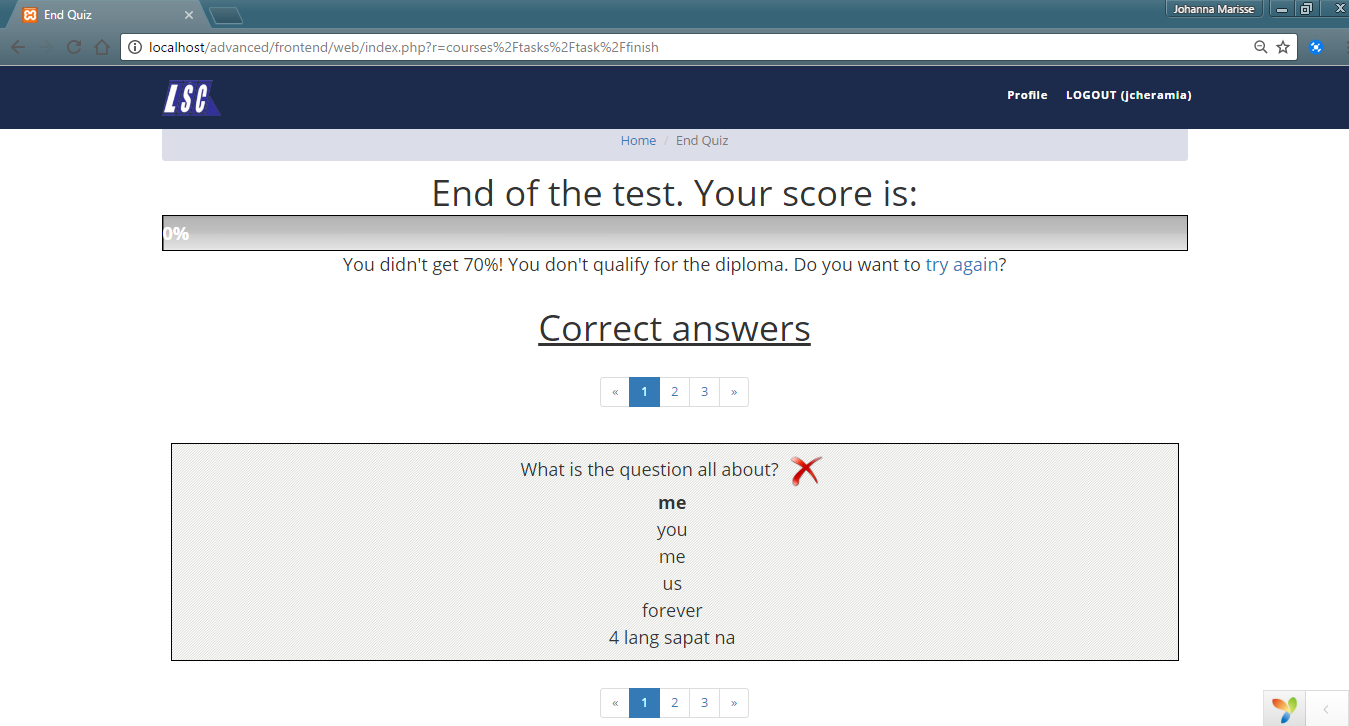 End Quiz
Johanna Marisse
localhost/advanced/frontend/web/index.php?r=courses%2Ftasks%2Ftask%2Ffinish
LSC
Profile
LOGOUT (jcheramia)
Home / End Quiz
End of the test. Your score is:
0%
You didn't get 70%! You don't qualify for the diploma. Do you want to try again?
Correct answers
« 1 2 3 »
What is the question all about?
me
you
me
us
forever
4 lang sapat na
« 1 2 3 »